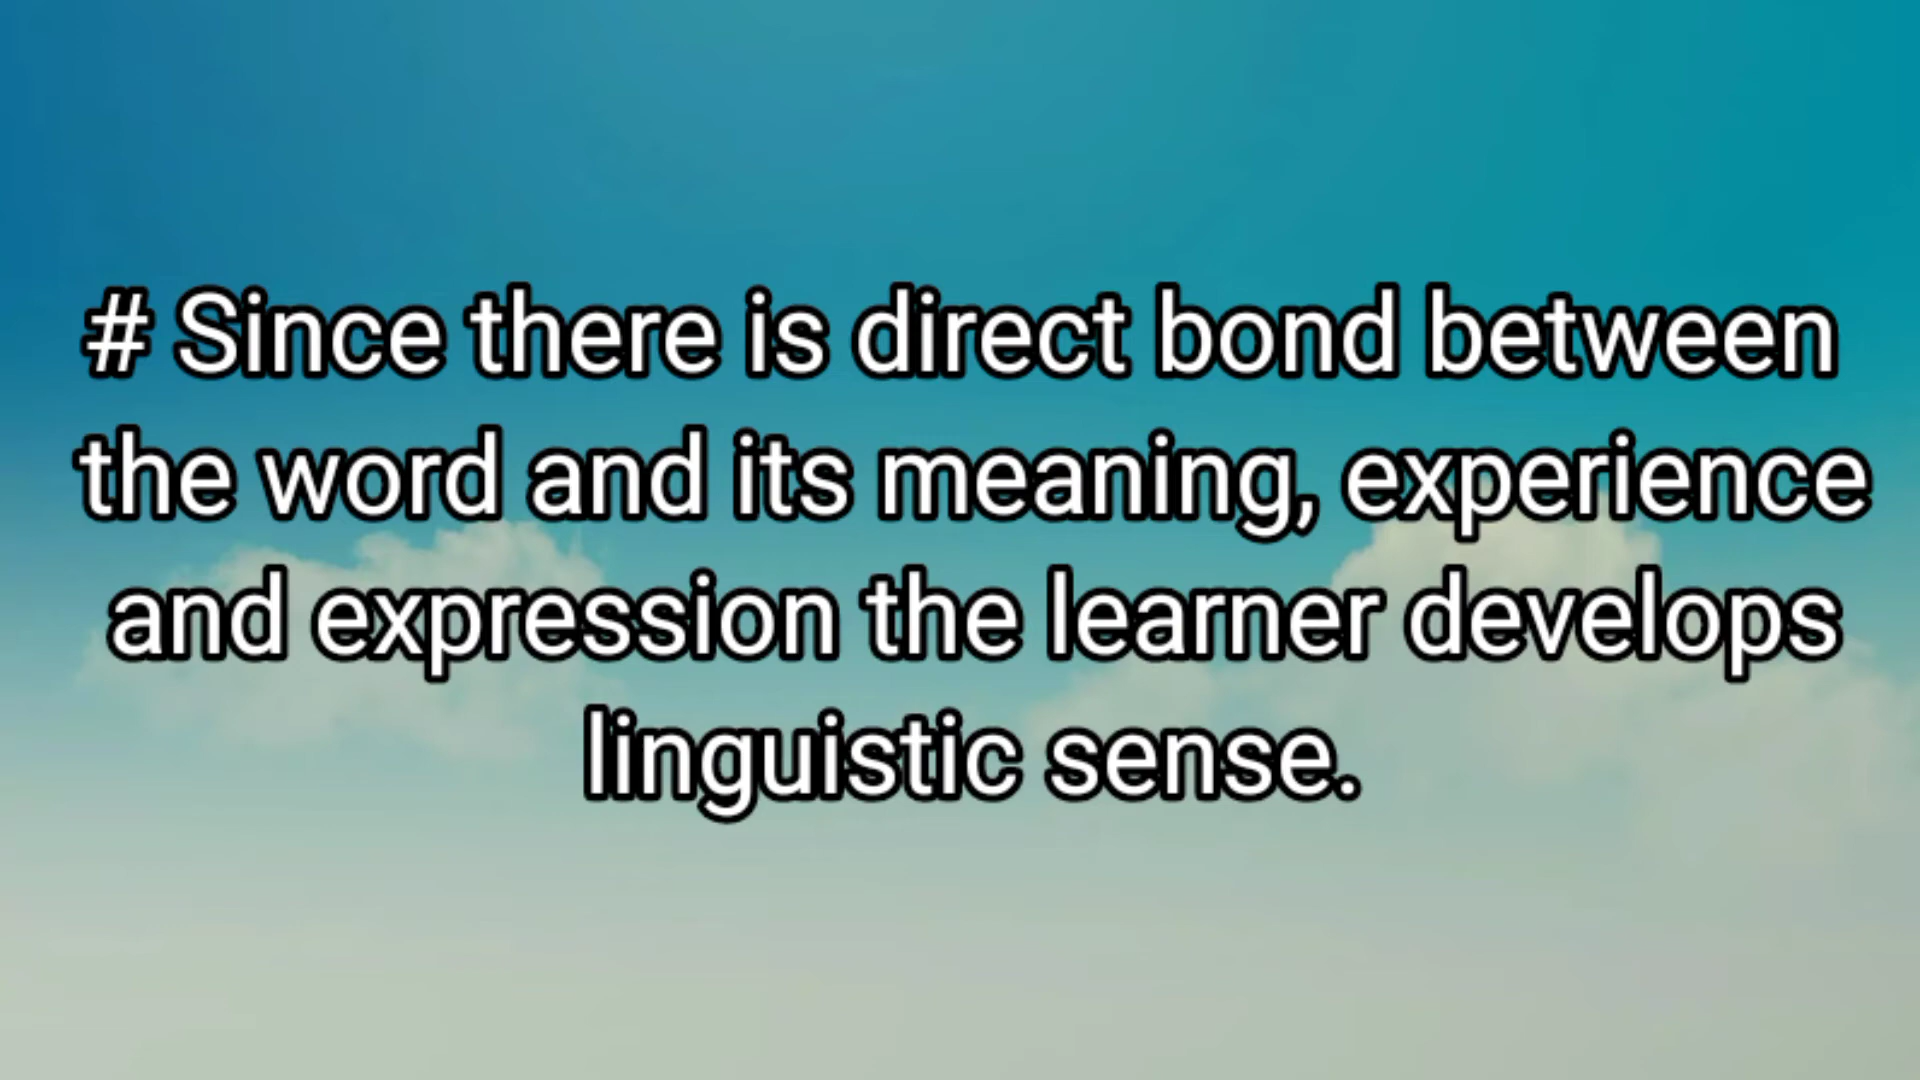 # Since there is direct bond between
the word and its meaning, experience
and expression the learner develops
linguistic sense.